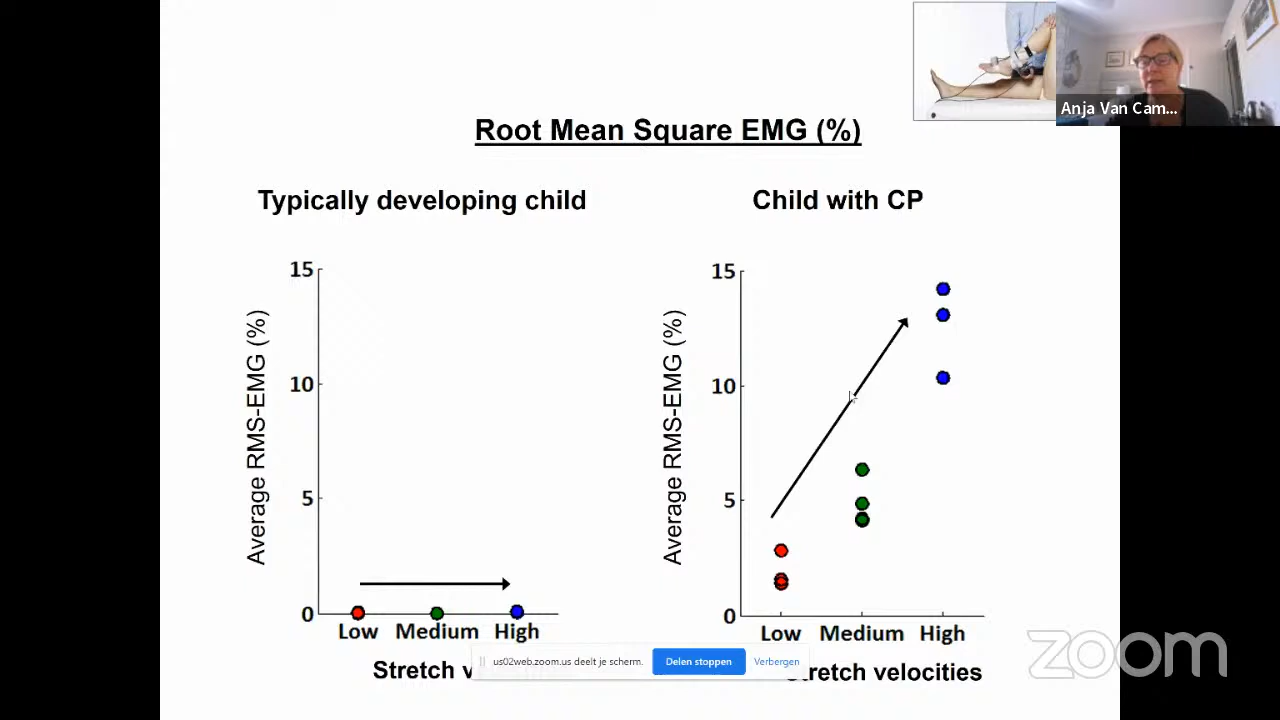 Anja Van Cam...
Root Mean Square EMG (%)
Typically developing child
Child with CP
Average RMS-EMG (%)
15
10
5
0
Low Medium High
Stretch v
Average RMS-EMG (%)
15
10
5
0
Low Medium High
Stretch velocities
us02web.zoom.us deelt je scherm.
Delen stoppen
Verbergen
zoom